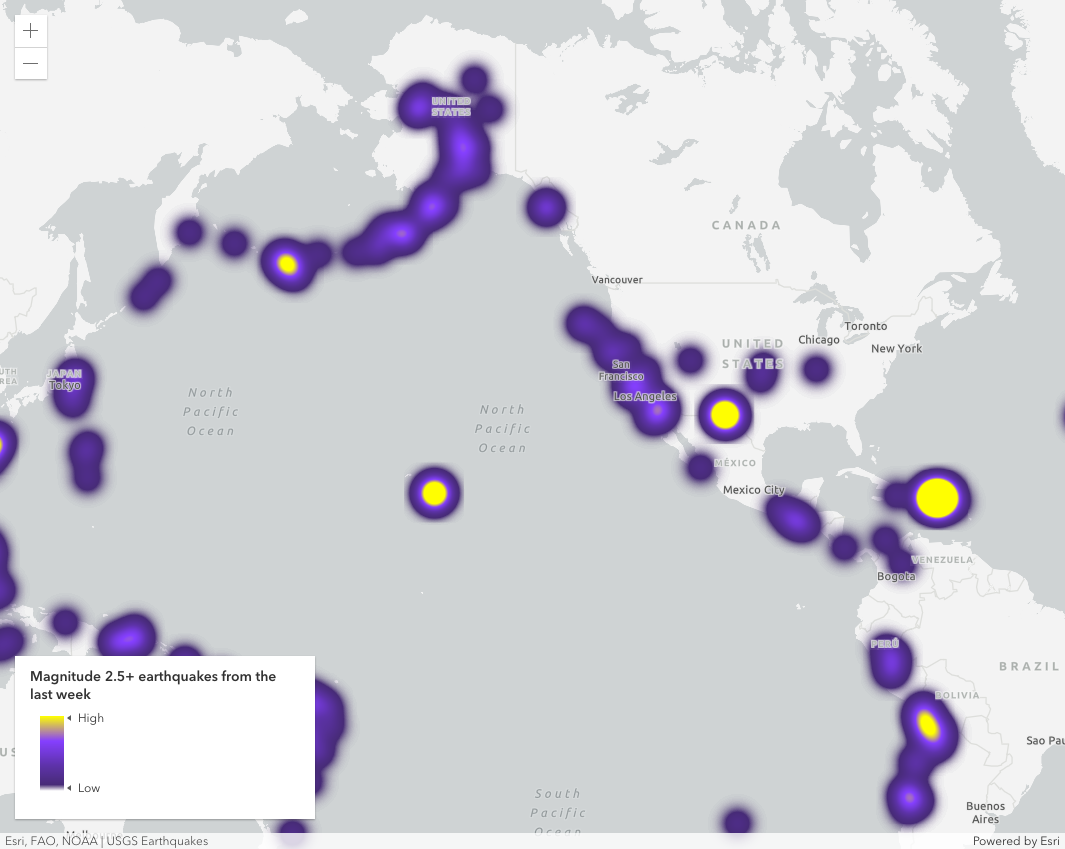 +
−
UNITED
STATES
CANADA
Vancouver
Toronto
Chicago
New York
UNITED
STATES
San
Francisco
Los Angeles
JAPAN
Tokyo
North
Pacific
Ocean
North
Pacific
Ocean
MÉXICO
Mexico City
VENEZUELA
Bogota
PERÚ
BRAZIL
BOLIVIA
Sao Pau
Magnitude 2.5+ earthquakes from the
last week
High
Low
South
Pacific
Ocean
Buenos
Aires
Esri, FAO, NOAA | USGS Earthquakes
Powered by Esri